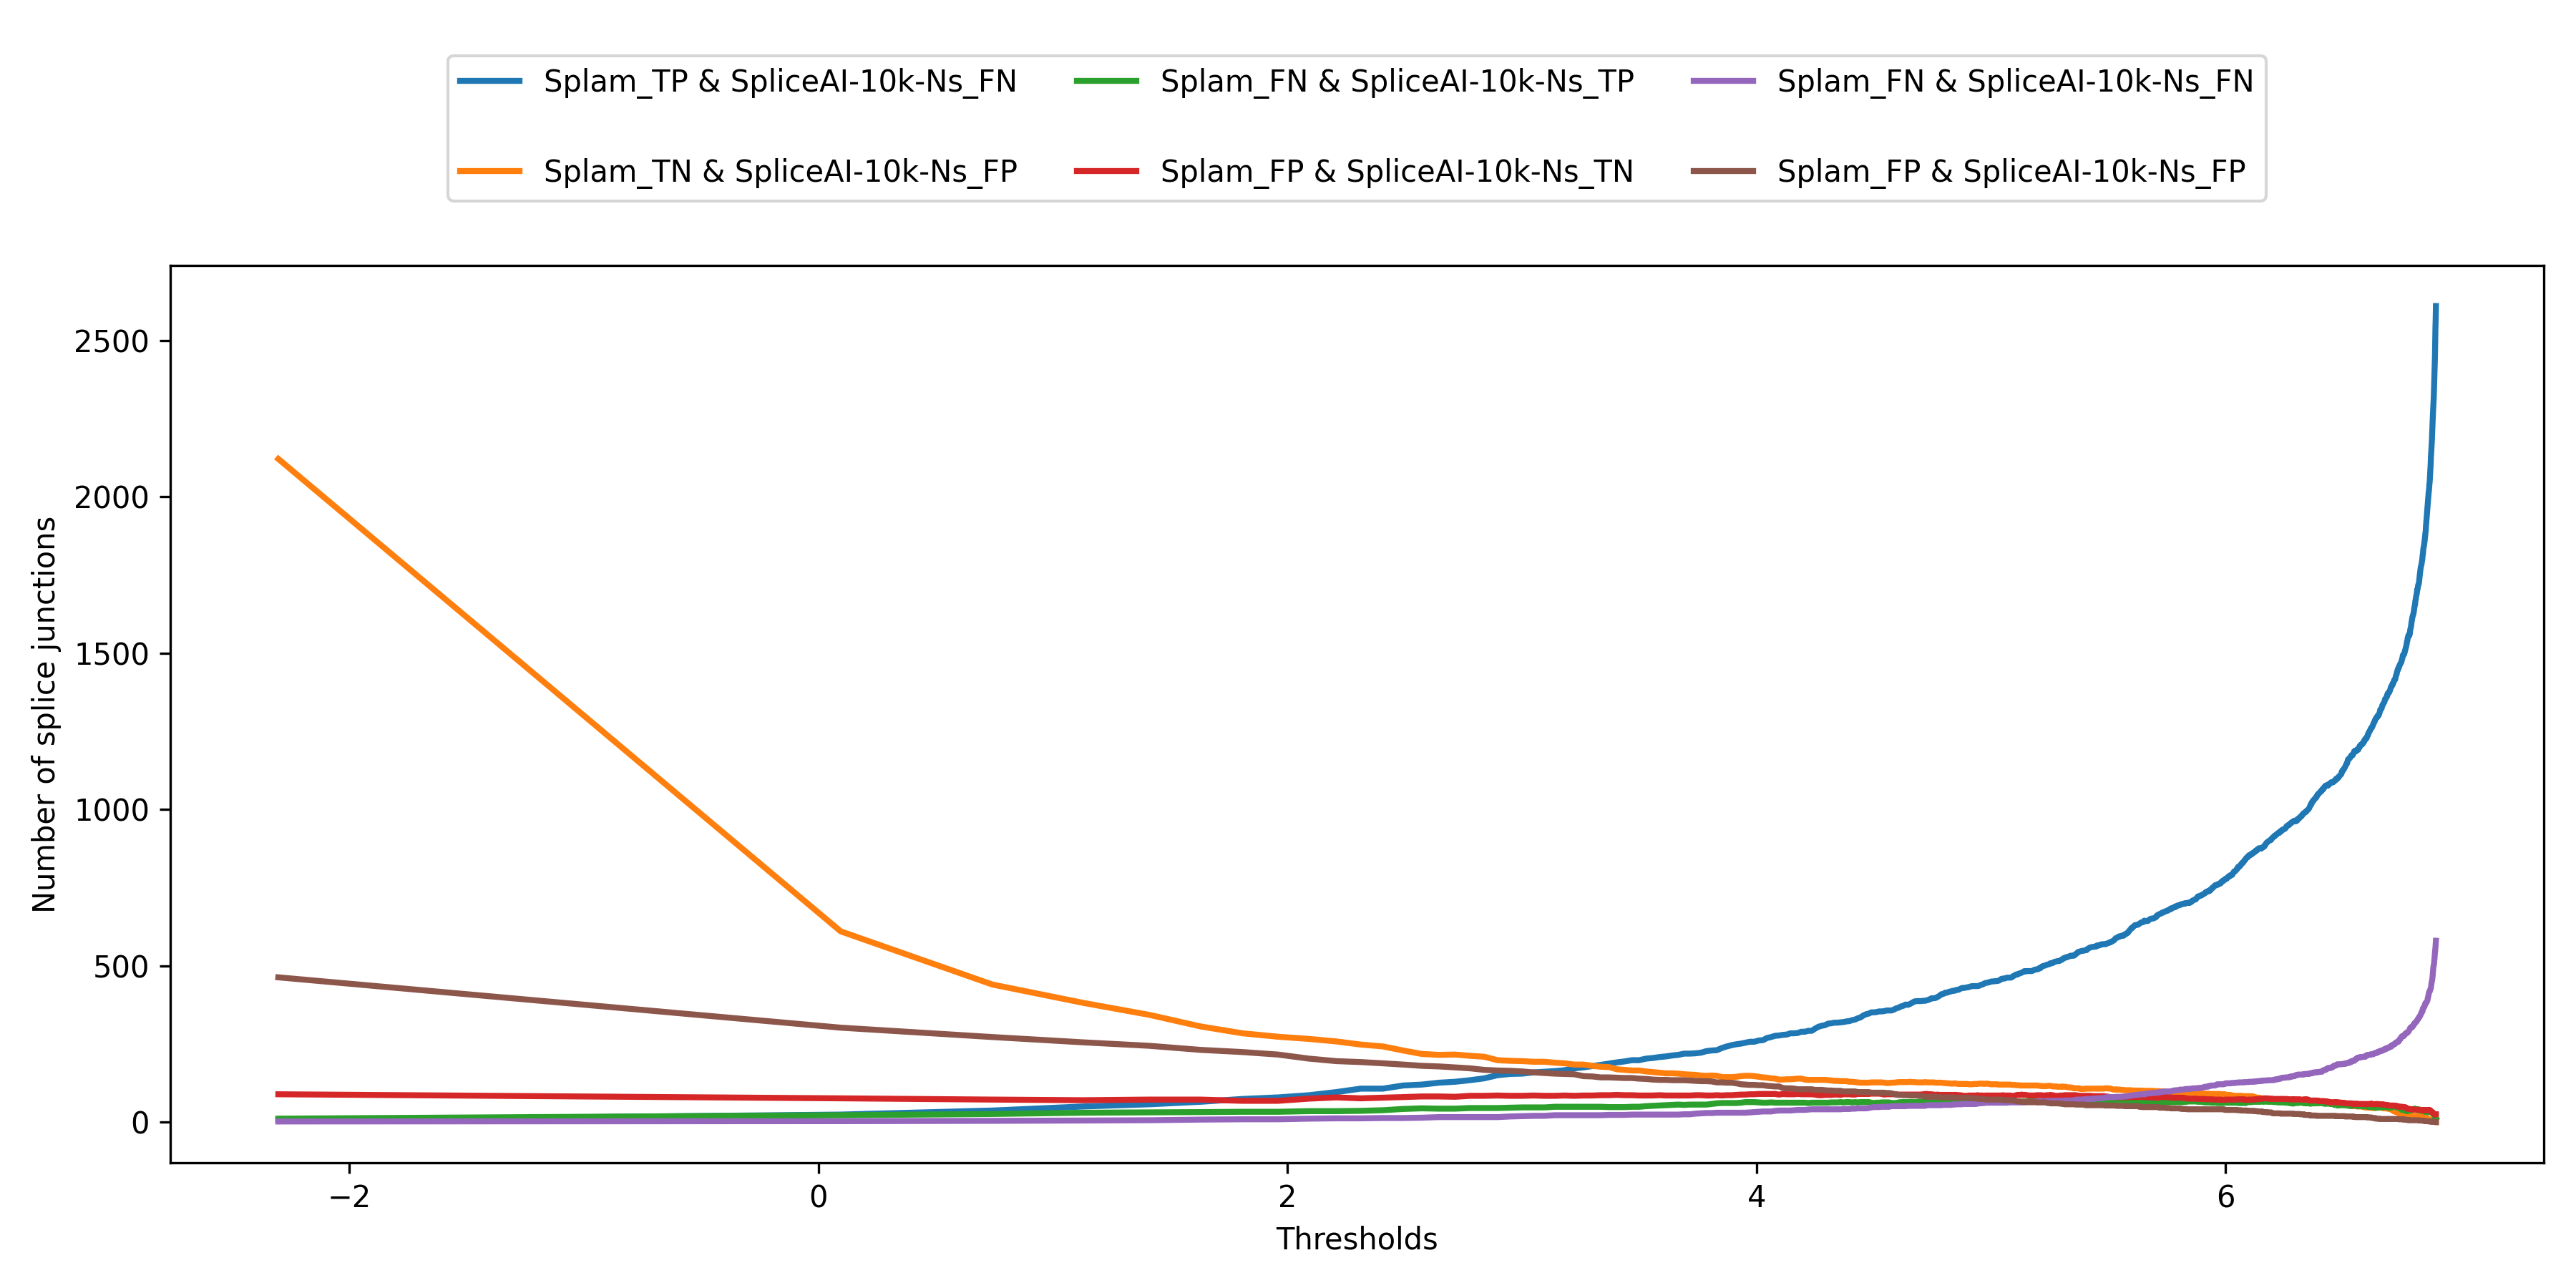 Splam_TP & SpliceAI-10k-Ns_FN Splam_FN & SpliceAI-10k-Ns_TP Splam_FN & SpliceAI-10k-Ns_FN
Splam_TN & SpliceAI-10k-Ns_FP Splam_FP & SpliceAI-10k-Ns_TN Splam_FP & SpliceAI-10k-Ns_FP
Number of splice junctions
2500
2000
1500
1000
500
0
−2 0 2 4 6
Thresholds